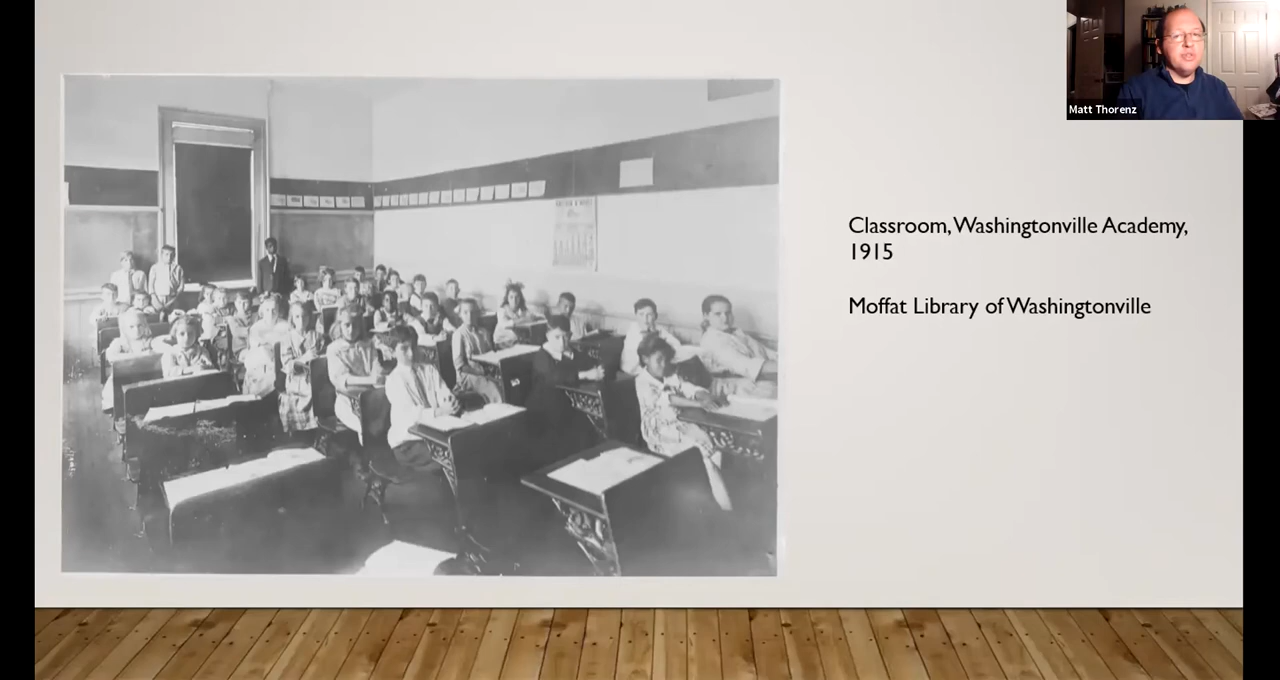 Matt Thorenz
Classroom, Washingtonville Academy,
1915
Moffat Library of Washingtonville